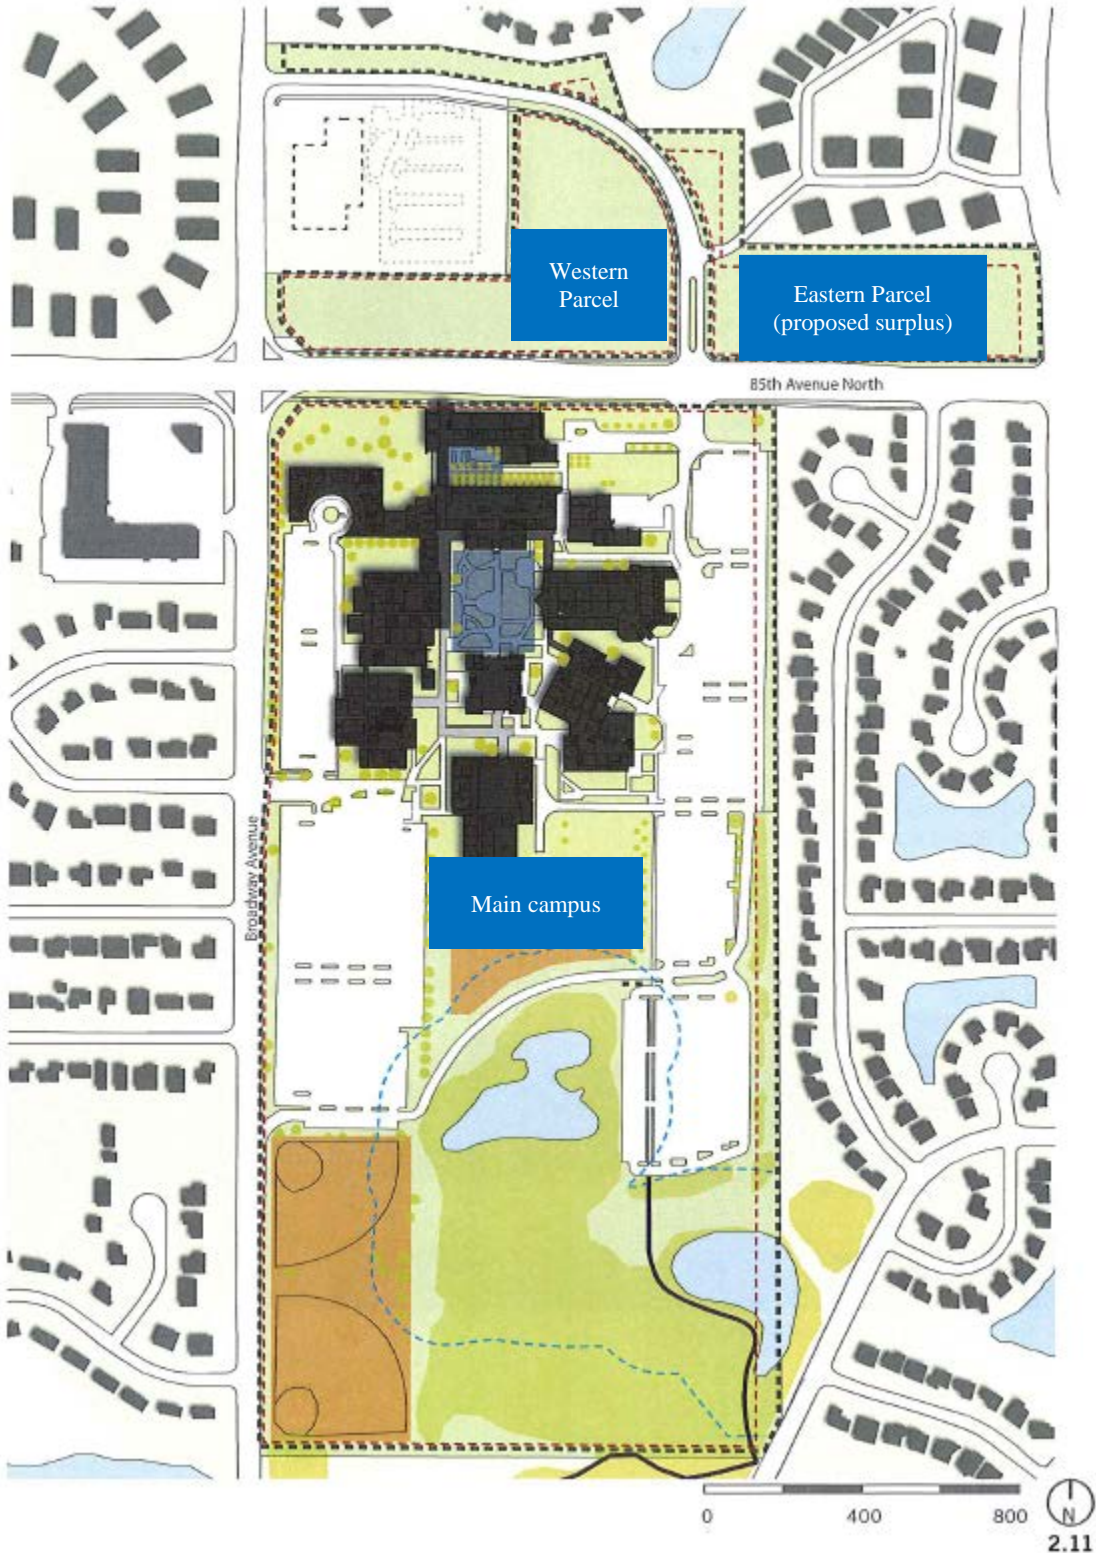 Western
Parcel
Eastern Parcel
(proposed surplus)
85th Avenue North
Broadway Avenue
Main campus
0 400 800
N
2.11